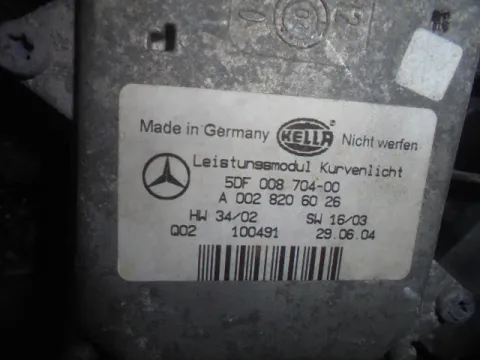 Made in Germany HELLA ® Nicht werfen
Leistungsmodul Kurvenlicht
5DF 008 704-00
A 002 820 60 26
HW 34/02 SW 16/03
Q02 100491 29.06.04